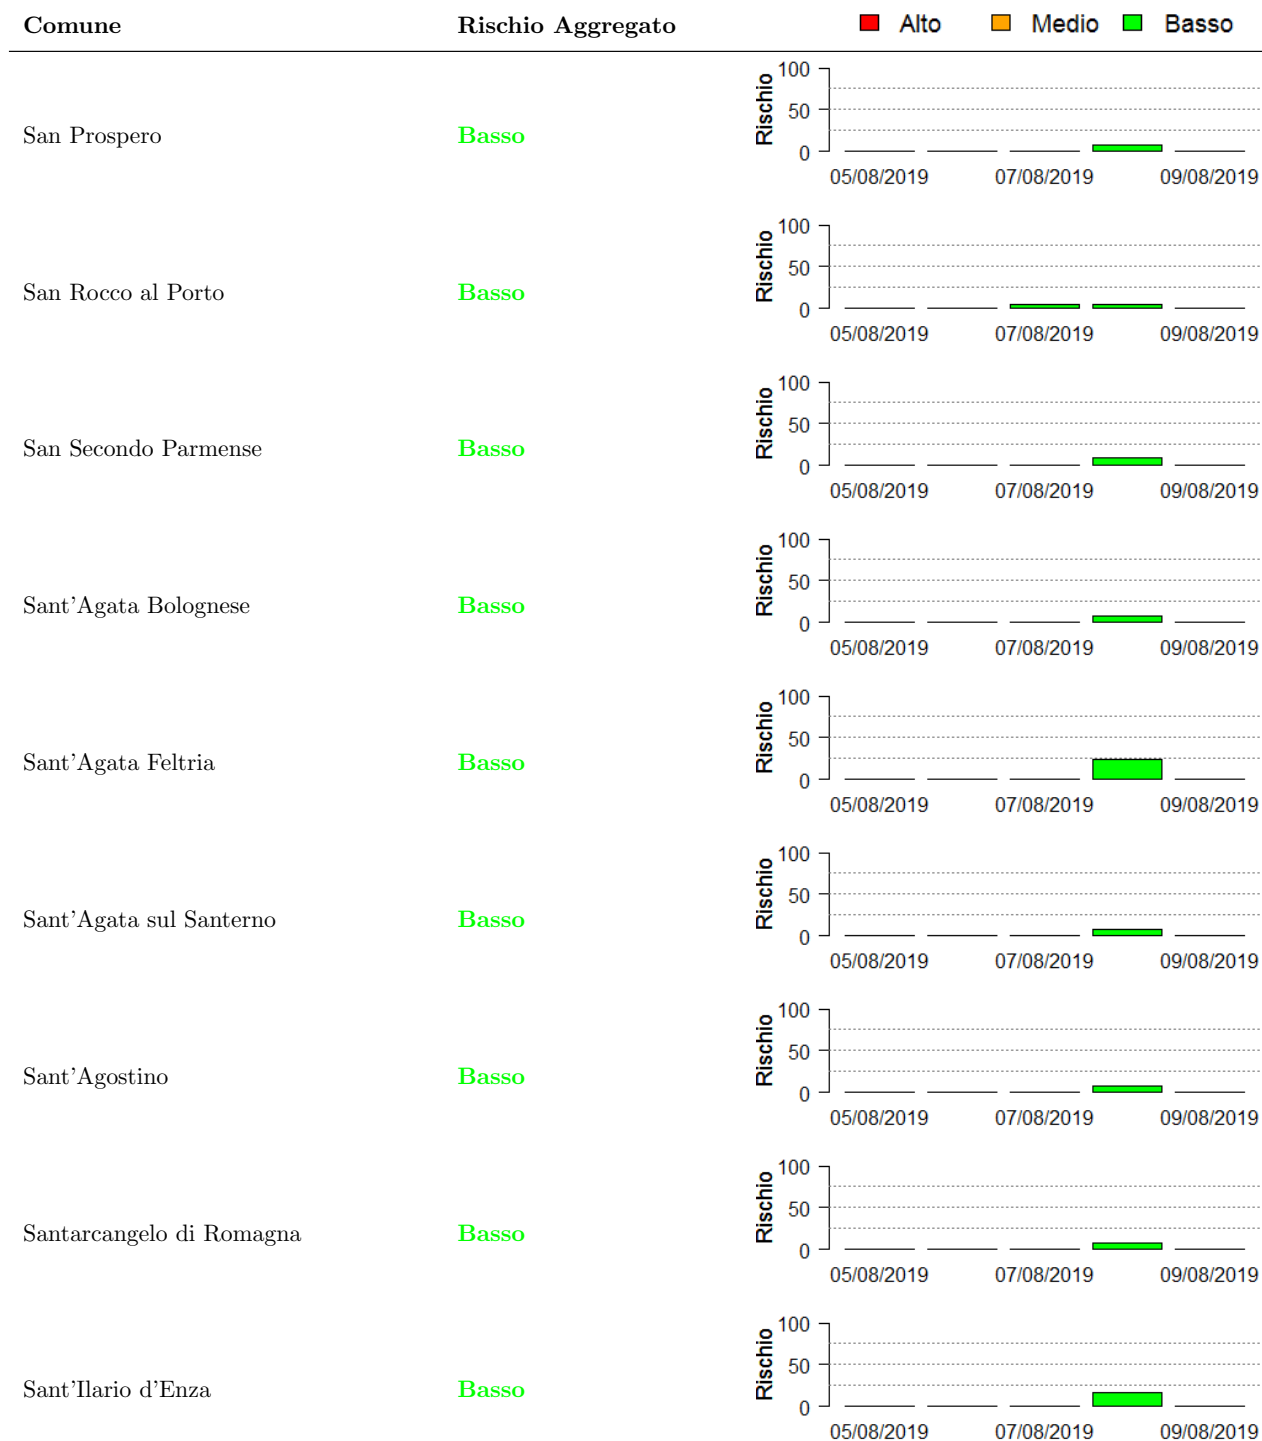 Comune Rischio Aggregato Alto Medio Basso
San Prospero Basso
Rischio
100
50
0
05/08/2019 07/08/2019 09/08/2019
San Rocco al Porto Basso
Rischio
100
50
0
05/08/2019 07/08/2019 09/08/2019
San Secondo Parmense Basso
Rischio
100
50
0
05/08/2019 07/08/2019 09/08/2019
Sant'Agata Bolognese Basso
Rischio
100
50
0
05/08/2019 07/08/2019 09/08/2019
Sant'Agata Feltria Basso
Rischio
100
50
0
05/08/2019 07/08/2019 09/08/2019
Sant'Agata sul Santerno Basso
Rischio
100
50
0
05/08/2019 07/08/2019 09/08/2019
Sant'Agostino Basso
Rischio
100
50
0
05/08/2019 07/08/2019 09/08/2019
Santarcangelo di Romagna Basso
Rischio
100
50
0
05/08/2019 07/08/2019 09/08/2019
Sant'Ilario d'Enza Basso
Rischio
100
50
0
05/08/2019 07/08/2019 09/08/2019